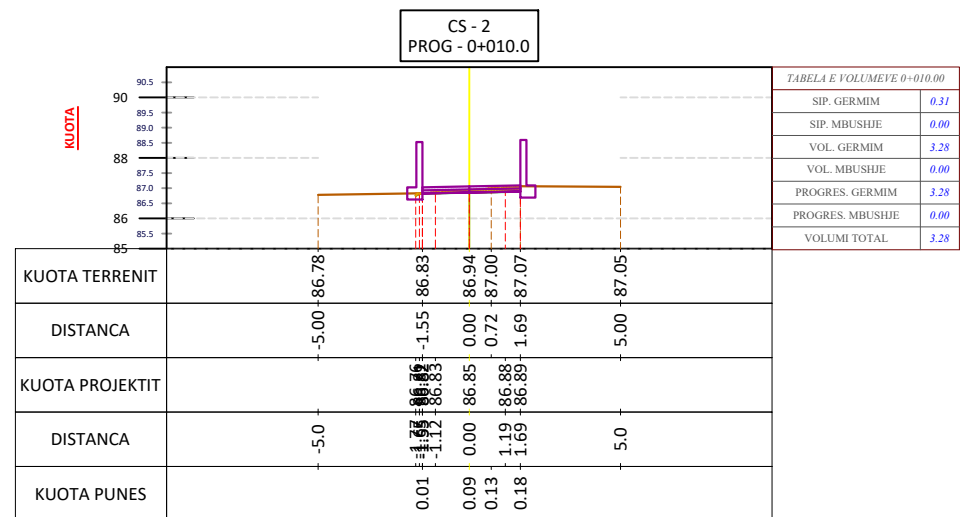 CS - 2
PROG - 0+010.0
KUOTA
90.5
90
89.5
89.0
88.5
88
87.5
87.0
86.5
86
85.5
85
TABELA E VOLUMEVE 0+010.00
SIP. GERMIM 0.31
SIP. MBUSHJE 0.00
VOL. GERMIM 3.28
VOL. MBUSHJE 0.00
PROGRES. GERMIM 3.28
PROGRES. MBUSHJE 0.00
VOLUMI TOTAL 3.28
KUOTA TERRENIT 86.78 86.83 86.94 87.00 87.07 87.05
DISTANCA -5.00 -1.55 0.00 0.72 1.69 5.00
KUOTA PROJEKTIT 86.83 86.85 86.88 86.89
DISTANCA -5.0 -1.12 0.00 1.19 1.69 5.0
KUOTA PUNES 0.01 0.09 0.13 0.18